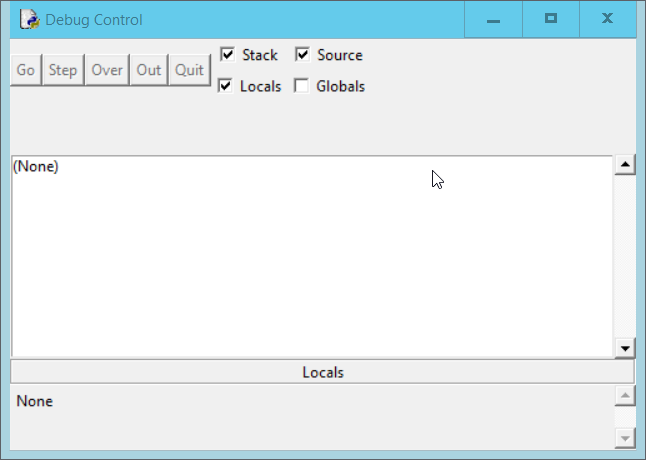 Debug Control
Go Step Over Out Quit
Stack Source
Locals Globals
(None)
Locals
None